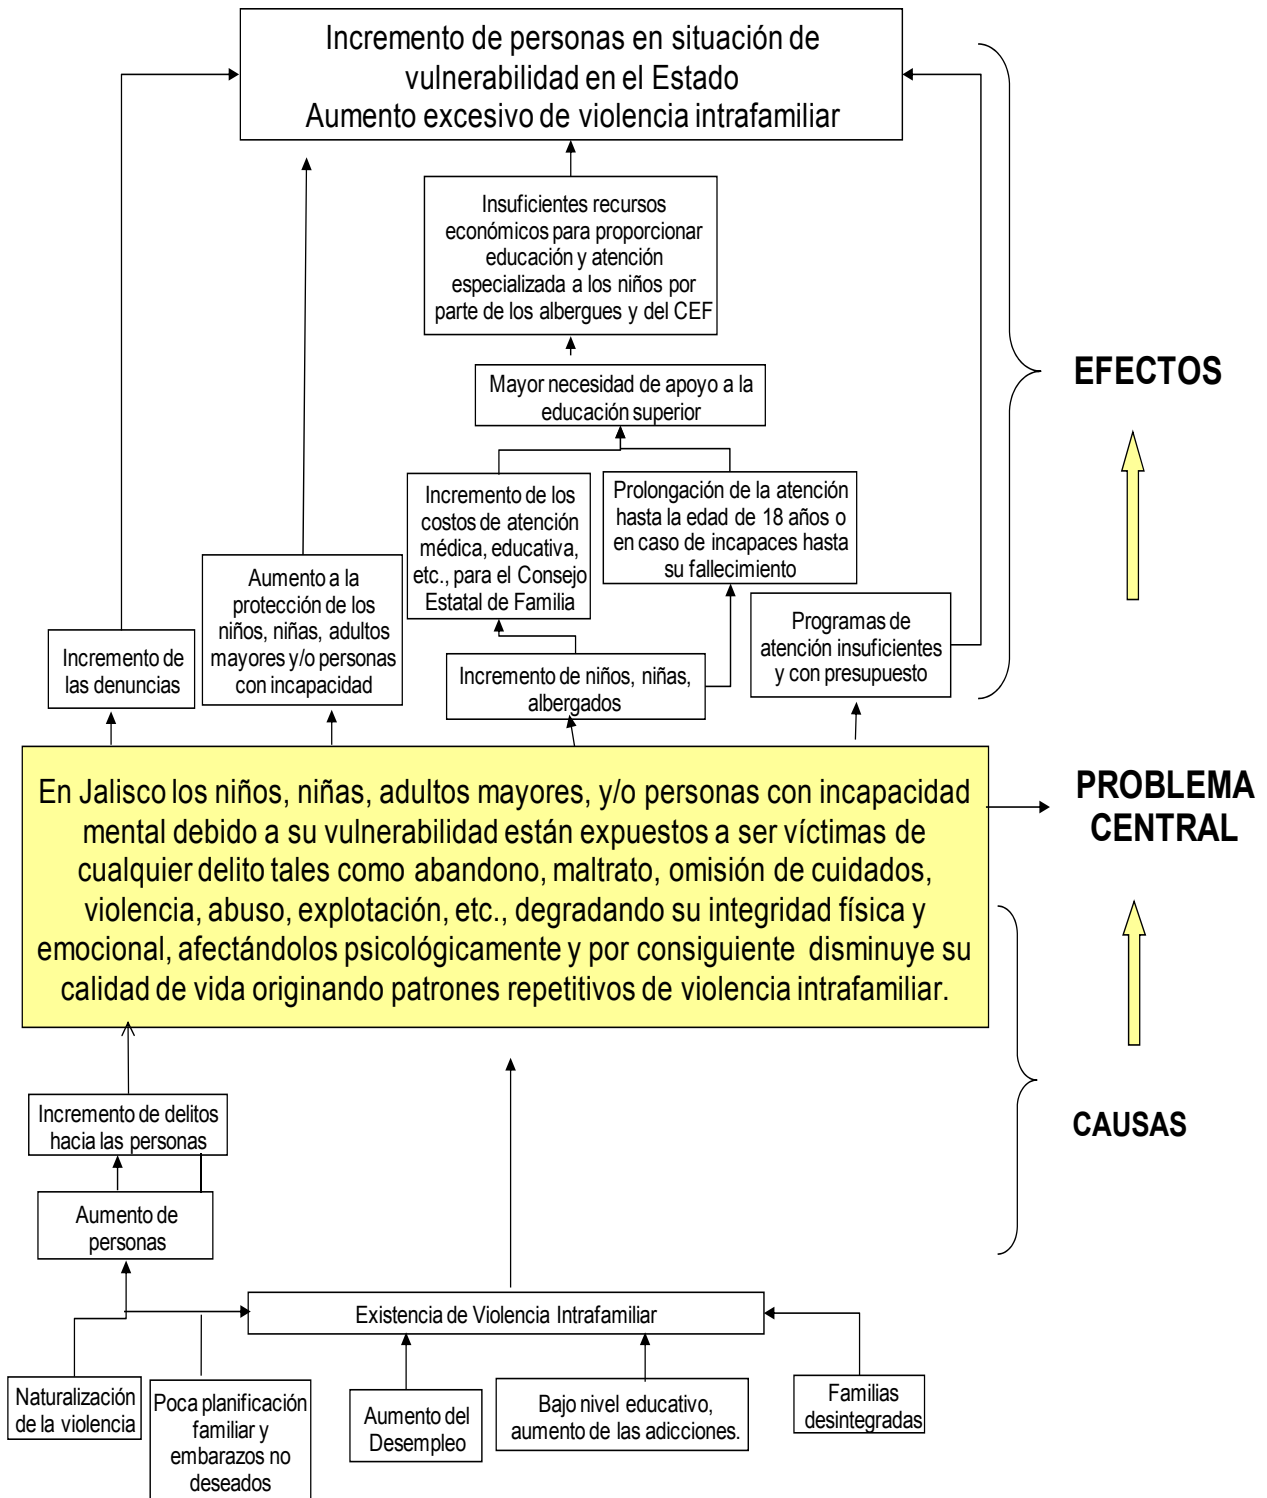 Incremento de personas en situación de
vulnerabilidad en el Estado
Aumento excesivo de violencia intrafamiliar
Insuficientes recursos
económicos para proporcionar
educación y atención
especializada a los niños por
parte de los albergues y del CEF
EFECTOS
Mayor necesidad de apoyo a la
educación superior
Incremento de los
costos de atención
médica, educativa,
etc., para el Consejo
Estatal de Familia
Prolongación de la atención
hasta la edad de 18 años o
en caso de incapaces hasta
su fallecimiento
Aumento a la
protección de los
niños, niñas, adultos
mayores y/o personas
con incapacidad
Programas de
atención insuficientes
y con presupuesto
Incremento de
las denuncias
Incremento de niños, niñas,
albergados
En Jalisco los niños, niñas, adultos mayores, y/o personas con incapacidad
mental debido a su vulnerabilidad están expuestos a ser víctimas de
cualquier delito tales como abandono, maltrato, omisión de cuidados,
violencia, abuso, explotación, etc., degradando su integridad física y
emocional, afectándolos psicológicamente y por consiguiente disminuye su
calidad de vida originando patrones repetitivos de violencia intrafamiliar.
PROBLEMA
CENTRAL
Incremento de delitos
hacia las personas
CAUSAS
Aumento de
personas
Existencia de Violencia Intrafamiliar
Naturalización
de la violencia
Poca planificación
familiar y
embarazos no
deseados
Aumento del
Desempleo
Bajo nivel educativo,
aumento de las adicciones.
Familias
desintegradas